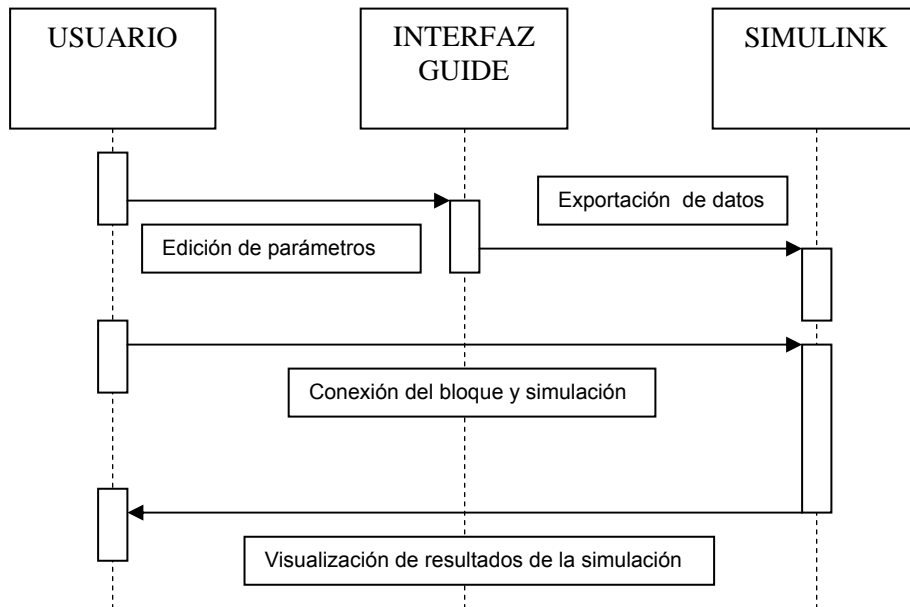 USUARIO
INTERFAZ
GUIDE
SIMULINK
Exportación de datos
Edición de parámetros
Conexión del bloque y simulación
Visualización de resultados de la simulación